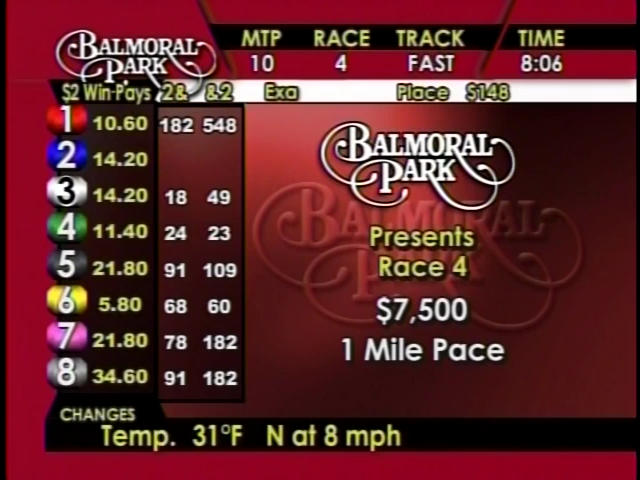 BALMORAL PARK
MTP RACE TRACK TIME
10 4 FAST 8:06
$2 Win-Pays 2& &2 Exa Place $148
1 10.60 182 548
2 14.20
3 14.20 18 49
4 11.40 24 23
5 21.80 91 109
6 5.80 68 60
7 21.80 78 182
8 34.60 91 182
BALMORAL
PARK
BALMORAL
PARK
Presents
Race 4
$7,500
1 Mile Pace
CHANGES
Temp. 31°F N at 8 mph